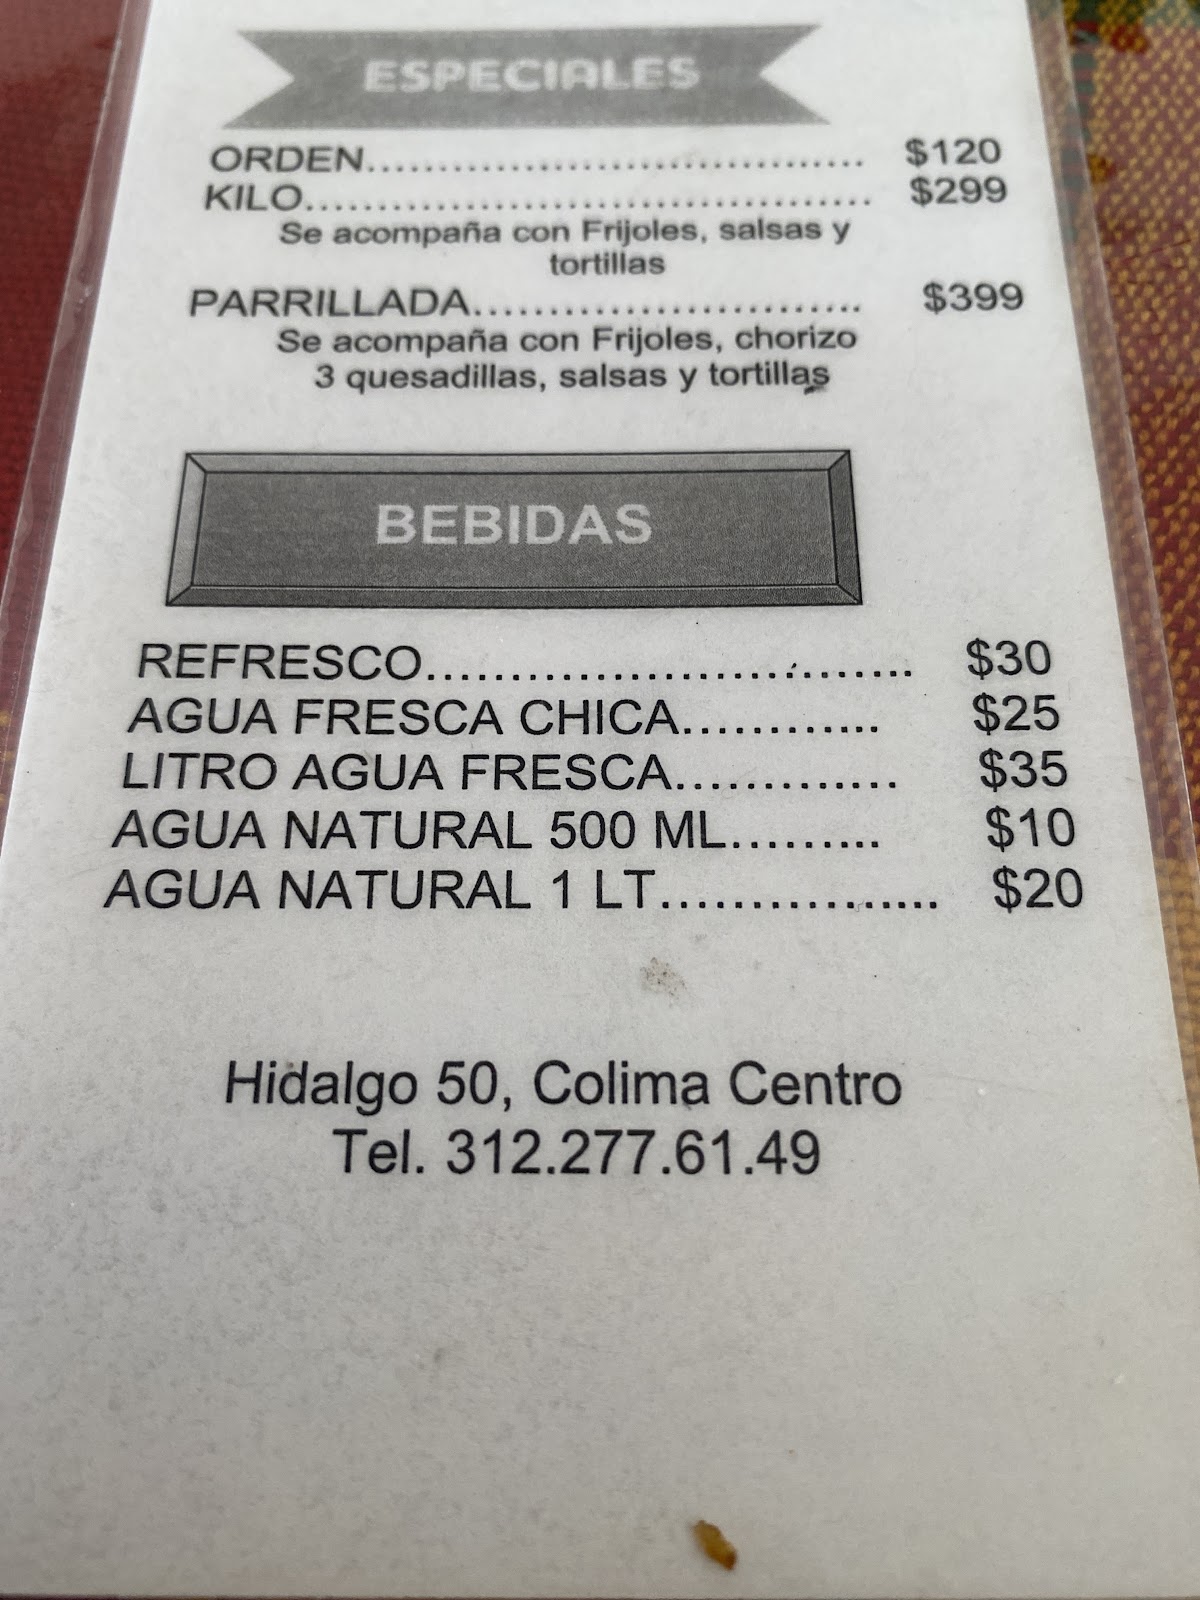 ESPECIALES
ORDEN.................................... $120
KILO........................................ $299
Se acompaña con Frijoles, salsas y
tortillas
PARRILLADA........................... $399
Se acompaña con Frijoles, chorizo
3 quesadillas, salsas y tortillas
BEBIDAS
REFRESCO.................................. $30
AGUA FRESCA CHICA............ $25
LITRO AGUA FRESCA............. $35
AGUA NATURAL 500 ML......... $10
AGUA NATURAL 1 LT................. $20
Hidalgo 50, Colima Centro
Tel. 312.277.61.49